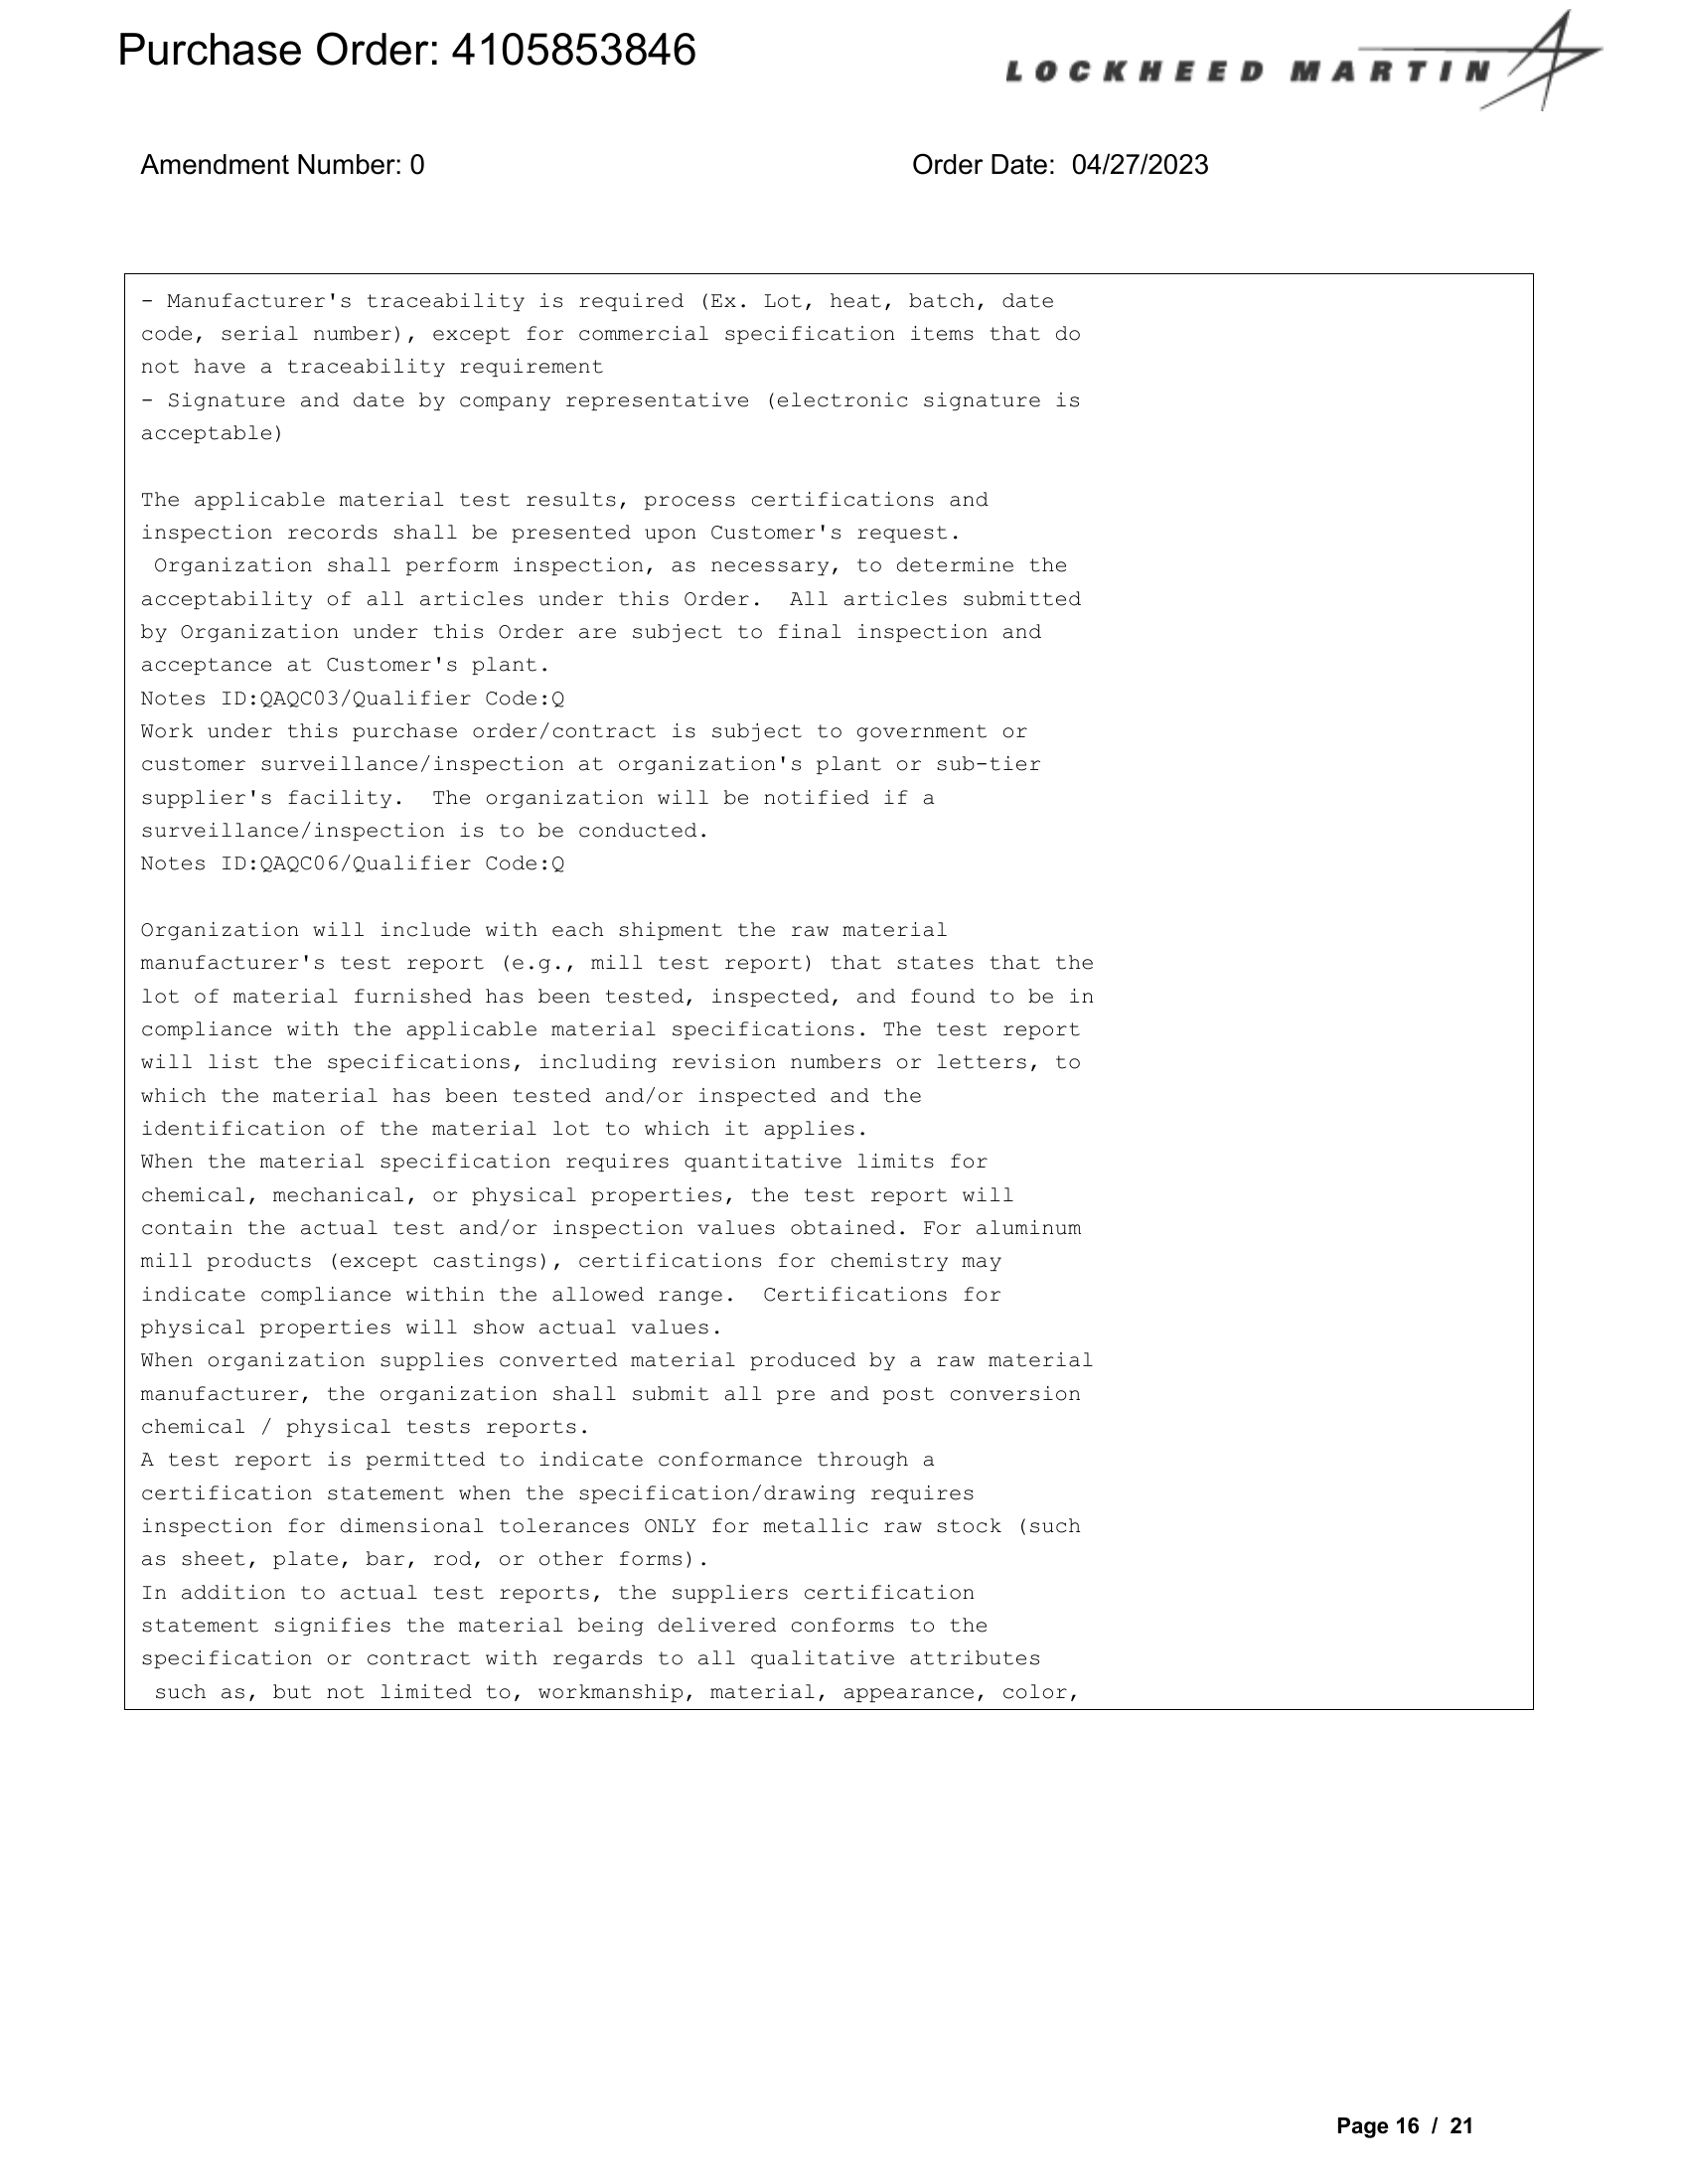 Purchase Order: 4105853846
LOCKHEED MARTIN
Amendment Number: 0
Order Date:  04/27/2023
- Manufacturer's traceability is required (Ex. Lot, heat, batch, date
code, serial number), except for commercial specification items that do
not have a traceability requirement
- Signature and date by company representative (electronic signature is
acceptable)
The applicable material test results, process certifications and
inspection records shall be presented upon Customer's request.
Organization shall perform inspection, as necessary, to determine the
acceptability of all articles under this Order.  All articles submitted
by Organization under this Order are subject to final inspection and
acceptance at Customer's plant.
Notes ID:QAQC03/Qualifier Code:Q
Work under this purchase order/contract is subject to government or
customer surveillance/inspection at organization's plant or sub-tier
supplier's facility.  The organization will be notified if a
surveillance/inspection is to be conducted.
Notes ID:QAQC06/Qualifier Code:Q
Organization will include with each shipment the raw material
manufacturer's test report (e.g., mill test report) that states that the
lot of material furnished has been tested, inspected, and found to be in
compliance with the applicable material specifications. The test report
will list the specifications, including revision numbers or letters, to
which the material has been tested and/or inspected and the
identification of the material lot to which it applies.
When the material specification requires quantitative limits for
chemical, mechanical, or physical properties, the test report will
contain the actual test and/or inspection values obtained. For aluminum
mill products (except castings), certifications for chemistry may
indicate compliance within the allowed range.  Certifications for
physical properties will show actual values.
When organization supplies converted material produced by a raw material
manufacturer, the organization shall submit all pre and post conversion
chemical / physical tests reports.
A test report is permitted to indicate conformance through a
certification statement when the specification/drawing requires
inspection for dimensional tolerances ONLY for metallic raw stock (such
as sheet, plate, bar, rod, or other forms).
In addition to actual test reports, the suppliers certification
statement signifies the material being delivered conforms to the
specification or contract with regards to all qualitative attributes
such as, but not limited to, workmanship, material, appearance, color,
Page 16 / 21